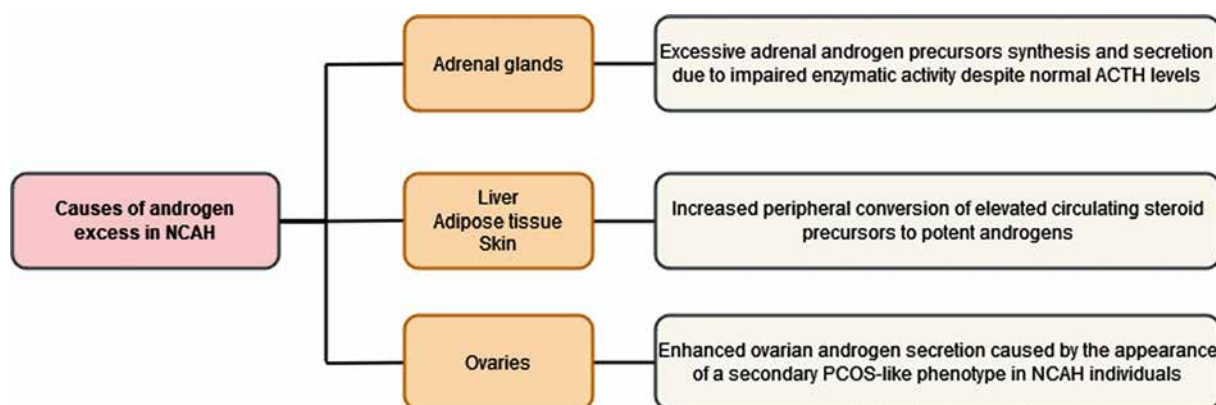 Causes of androgen
excess in NCAH
Adrenal glands
Excessive adrenal androgen precursors synthesis and secretion
due to impaired enzymatic activity despite normal ACTH levels
Liver
Adipose tissue
Skin
Increased peripheral conversion of elevated circulating steroid
precursors to potent androgens
Ovaries
Enhanced ovarian androgen secretion caused by the appearance
of a secondary PCOS-like phenotype in NCAH individuals